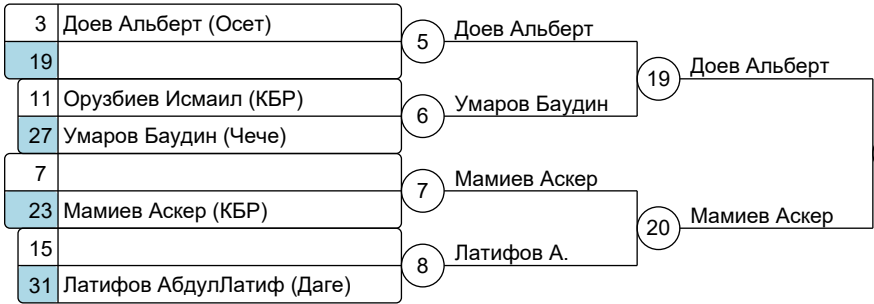 3 Доев Альберт (Осет)
19
5 Доев Альберт
11 Орузбиев Исмаил (КБР)
27 Умаров Баудин (Чече)
6 Умаров Баудин
19 Доев Альберт
7
23 Мамиев Аскер (КБР)
7 Мамиев Аскер
15
31 Латифов АбдулЛатиф (Даге)
8 Латифов А.
20 Мамиев Аскер